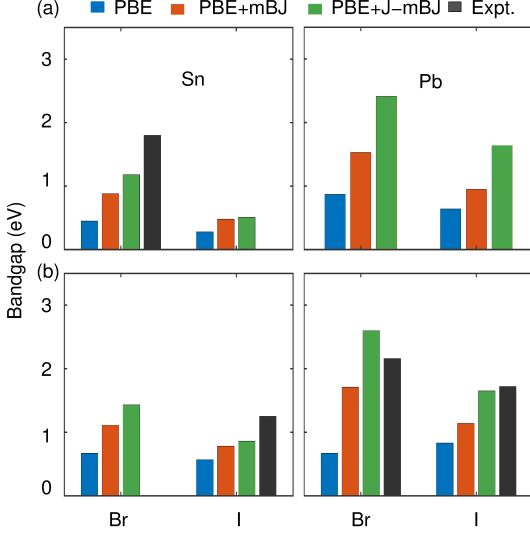 (a) PBE PBE+mBJ PBE+J−mBJ Expt.
Sn Pb
3
2
1
0
Bandgap (eV)
(b)
3
2
1
0
Br I Br I